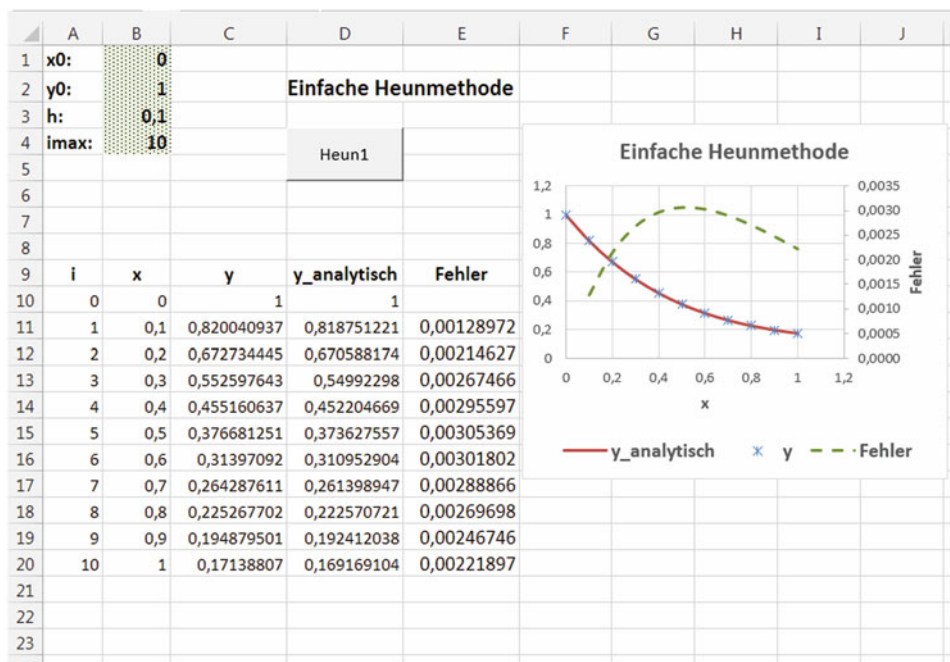 A B C D E F G H I J
1 x0: 0
2 y0: 1 Einfache Heunmethode
3 h: 0,1
4 imax: 10
Heun1
5
6
7
8
9 i x y y_analytisch Fehler
10 0 0 1 1
11 1 0,1 0,820040937 0,818751221 0,00128972
12 2 0,2 0,672734445 0,670588174 0,00214627
13 3 0,3 0,552597643 0,54992298 0,00267466
14 4 0,4 0,455160637 0,452204669 0,00295597
15 5 0,5 0,376681251 0,373627557 0,00305369
16 6 0,6 0,31397092 0,310952904 0,00301802
17 7 0,7 0,264287611 0,261398947 0,00288866
18 8 0,8 0,225267702 0,222570721 0,00269698
19 9 0,9 0,194879501 0,192412038 0,00246746
20 10 1 0,17138807 0,169169104 0,00221897
21
22
23
Einfache Heunmethode
1,2 0,0035
1 0,0030
0,8 0,0025
0,6 0,0020
0,4 0,0015
0,2 0,0010
0 0,0005
0,0000
Fehler
0 0,2 0,4 0,6 0,8 1 1,2
x
y_analytisch y Fehler